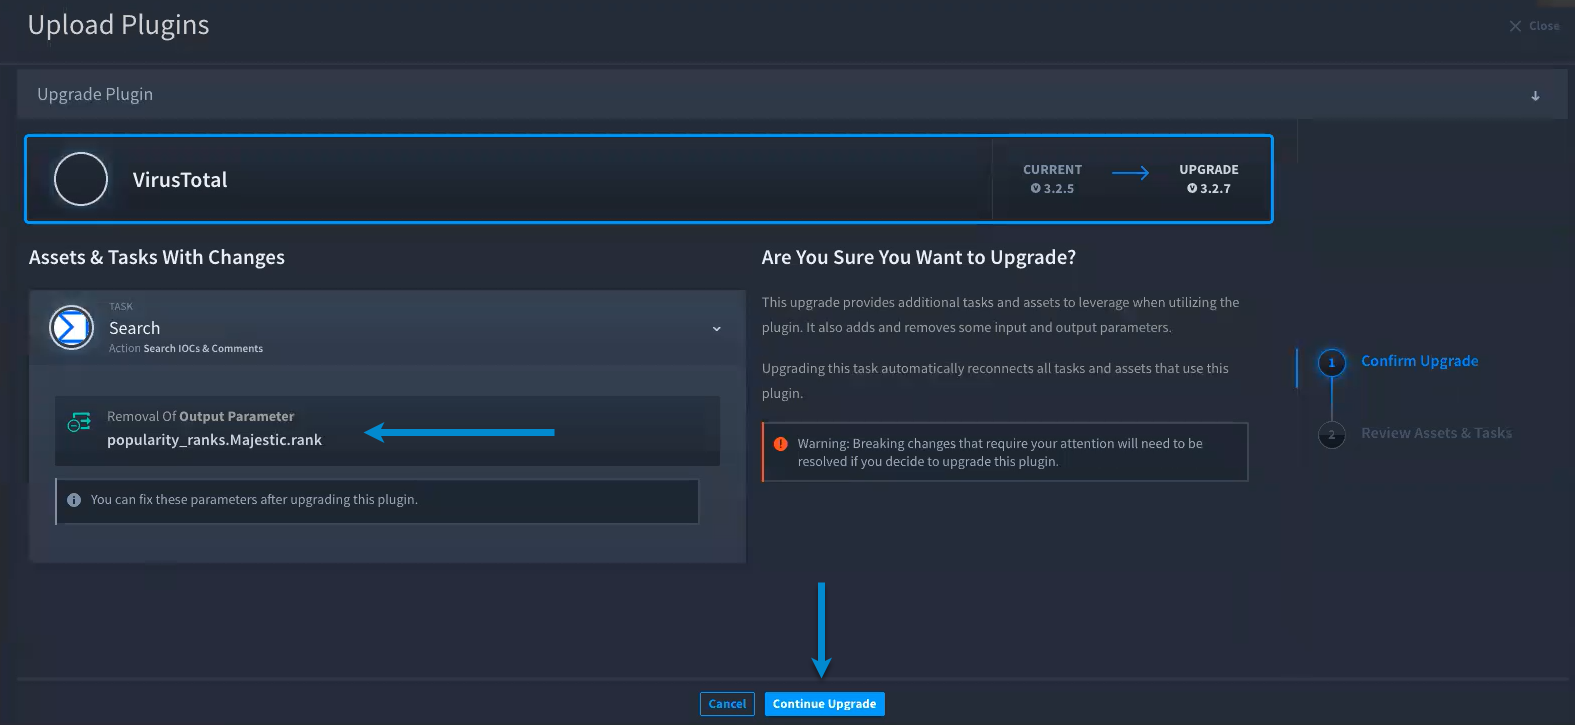 Upload Plugins
Close
Upgrade Plugin
VirusTotal
CURRENT
V 3.2.5
UPGRADE
V 3.2.7
Assets & Tasks With Changes
TASK
Search
Action Search IOCs & Comments
Removal Of Output Parameter
popularity_ranks.Majestic.rank
You can fix these parameters after upgrading this plugin.
Are You Sure You Want to Upgrade?
This upgrade provides additional tasks and assets to leverage when utilizing the
plugin. It also adds and removes some input and output parameters.
Upgrading this task automatically reconnects all tasks and assets that use this
plugin.
Warning: Breaking changes that require your attention will need to be
resolved if you decide to upgrade this plugin.
1 Confirm Upgrade
2 Review Assets & Tasks
Cancel
Continue Upgrade